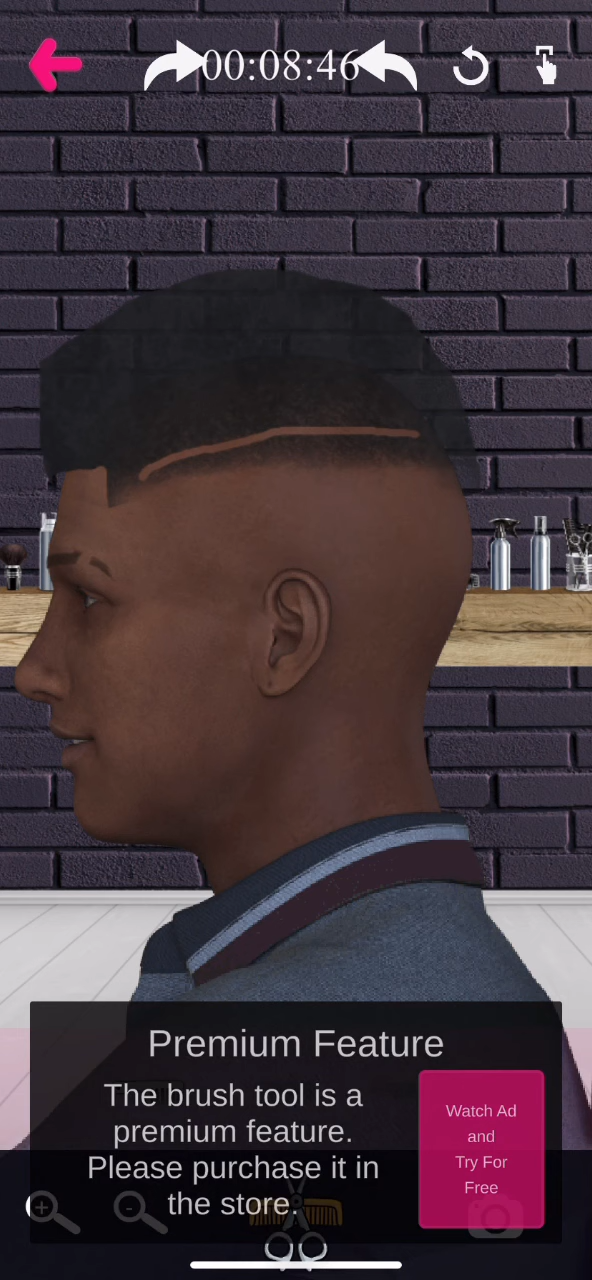 00:08:46
Premium Feature
The brush tool is a
premium feature.
Please purchase it in
the store.
Watch Ad
and
Try For
Free